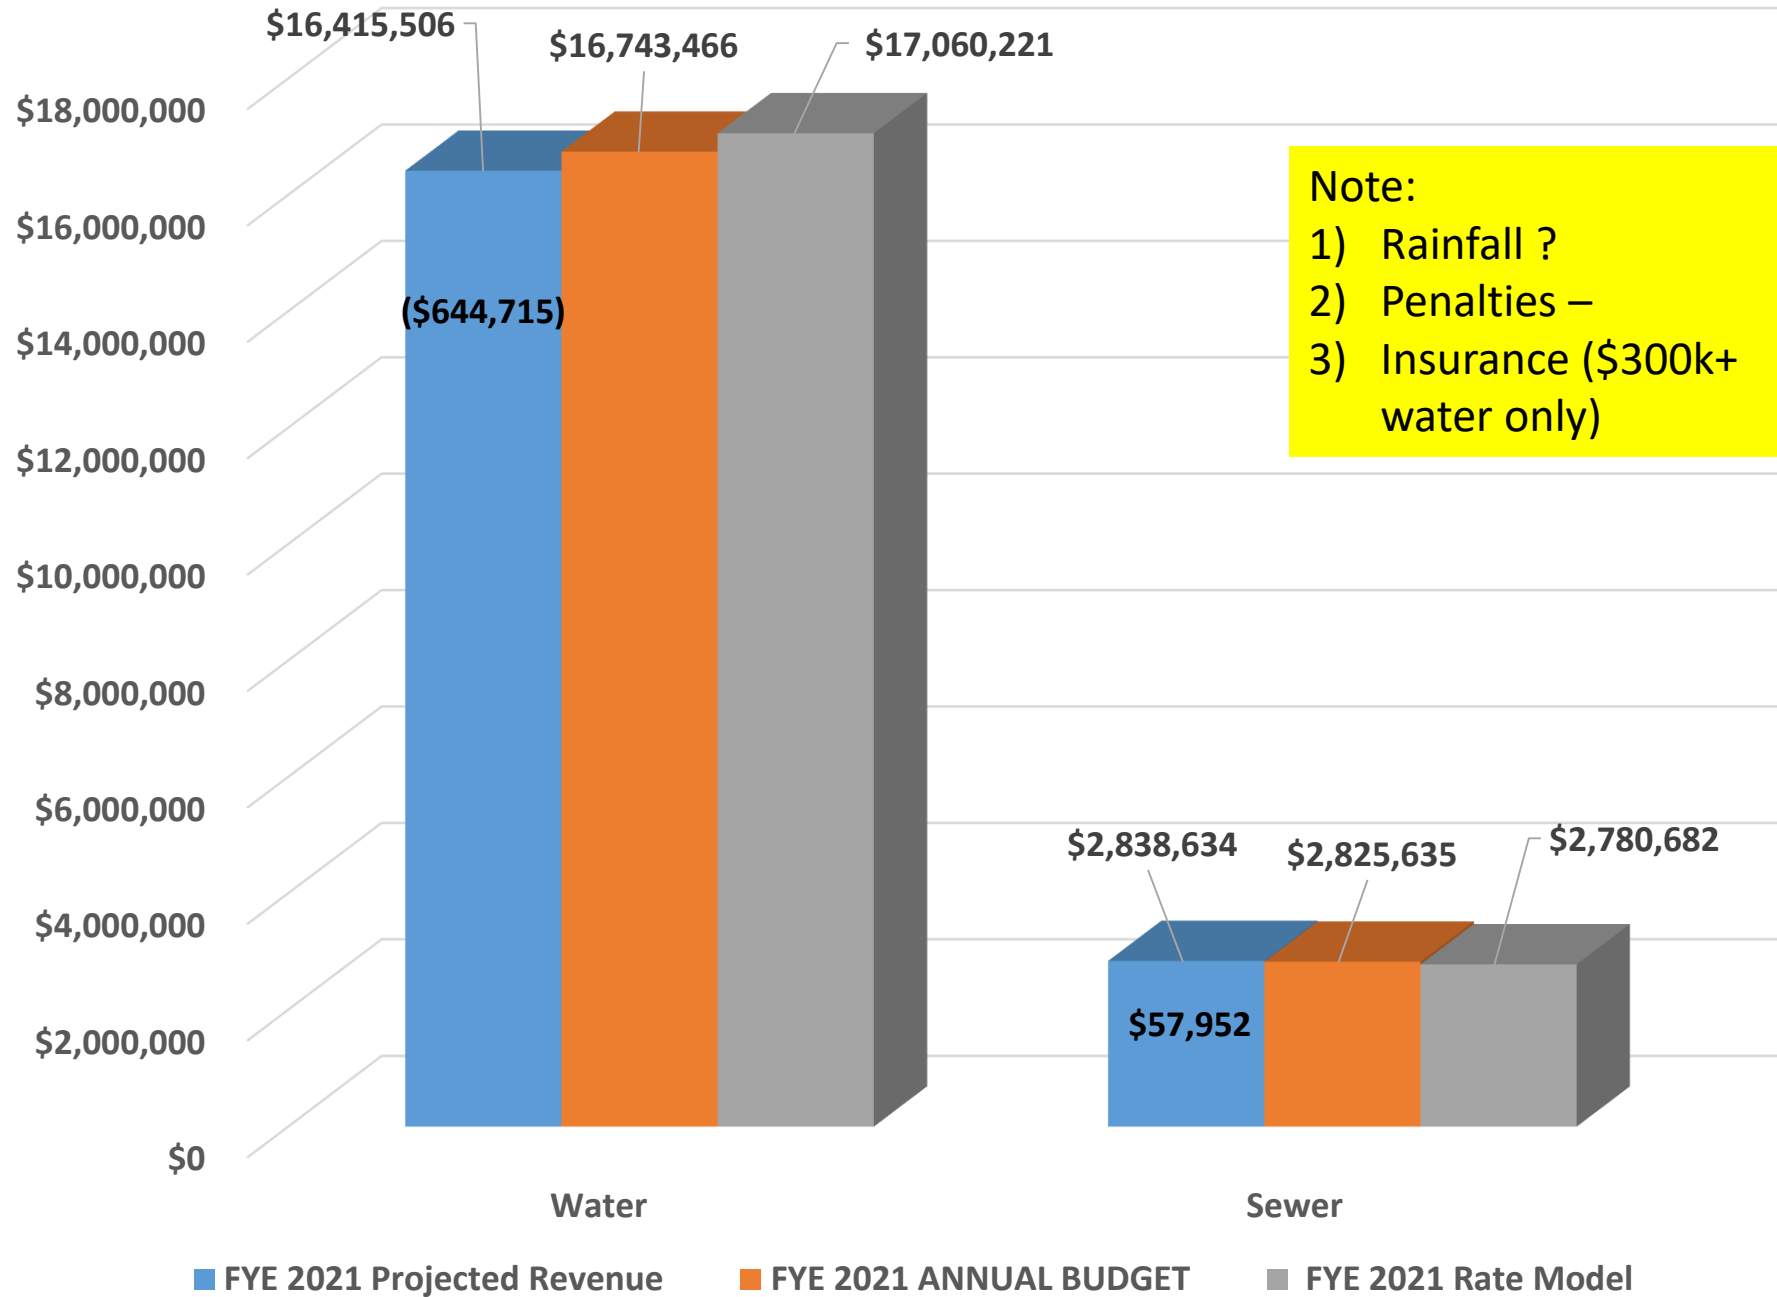 $16,415,506
$16,743,466
$17,060,221
$18,000,000
$16,000,000
$14,000,000
$12,000,000
$10,000,000
$8,000,000
$6,000,000
$4,000,000
$2,000,000
$0
($644,715)
Note:
1) Rainfall ?
2) Penalties –
3) Insurance ($300k+
water only)
$2,838,634
$2,825,635
$2,780,682
$57,952
Water
Sewer
FYE 2021 Projected Revenue
FYE 2021 ANNUAL BUDGET
FYE 2021 Rate Model